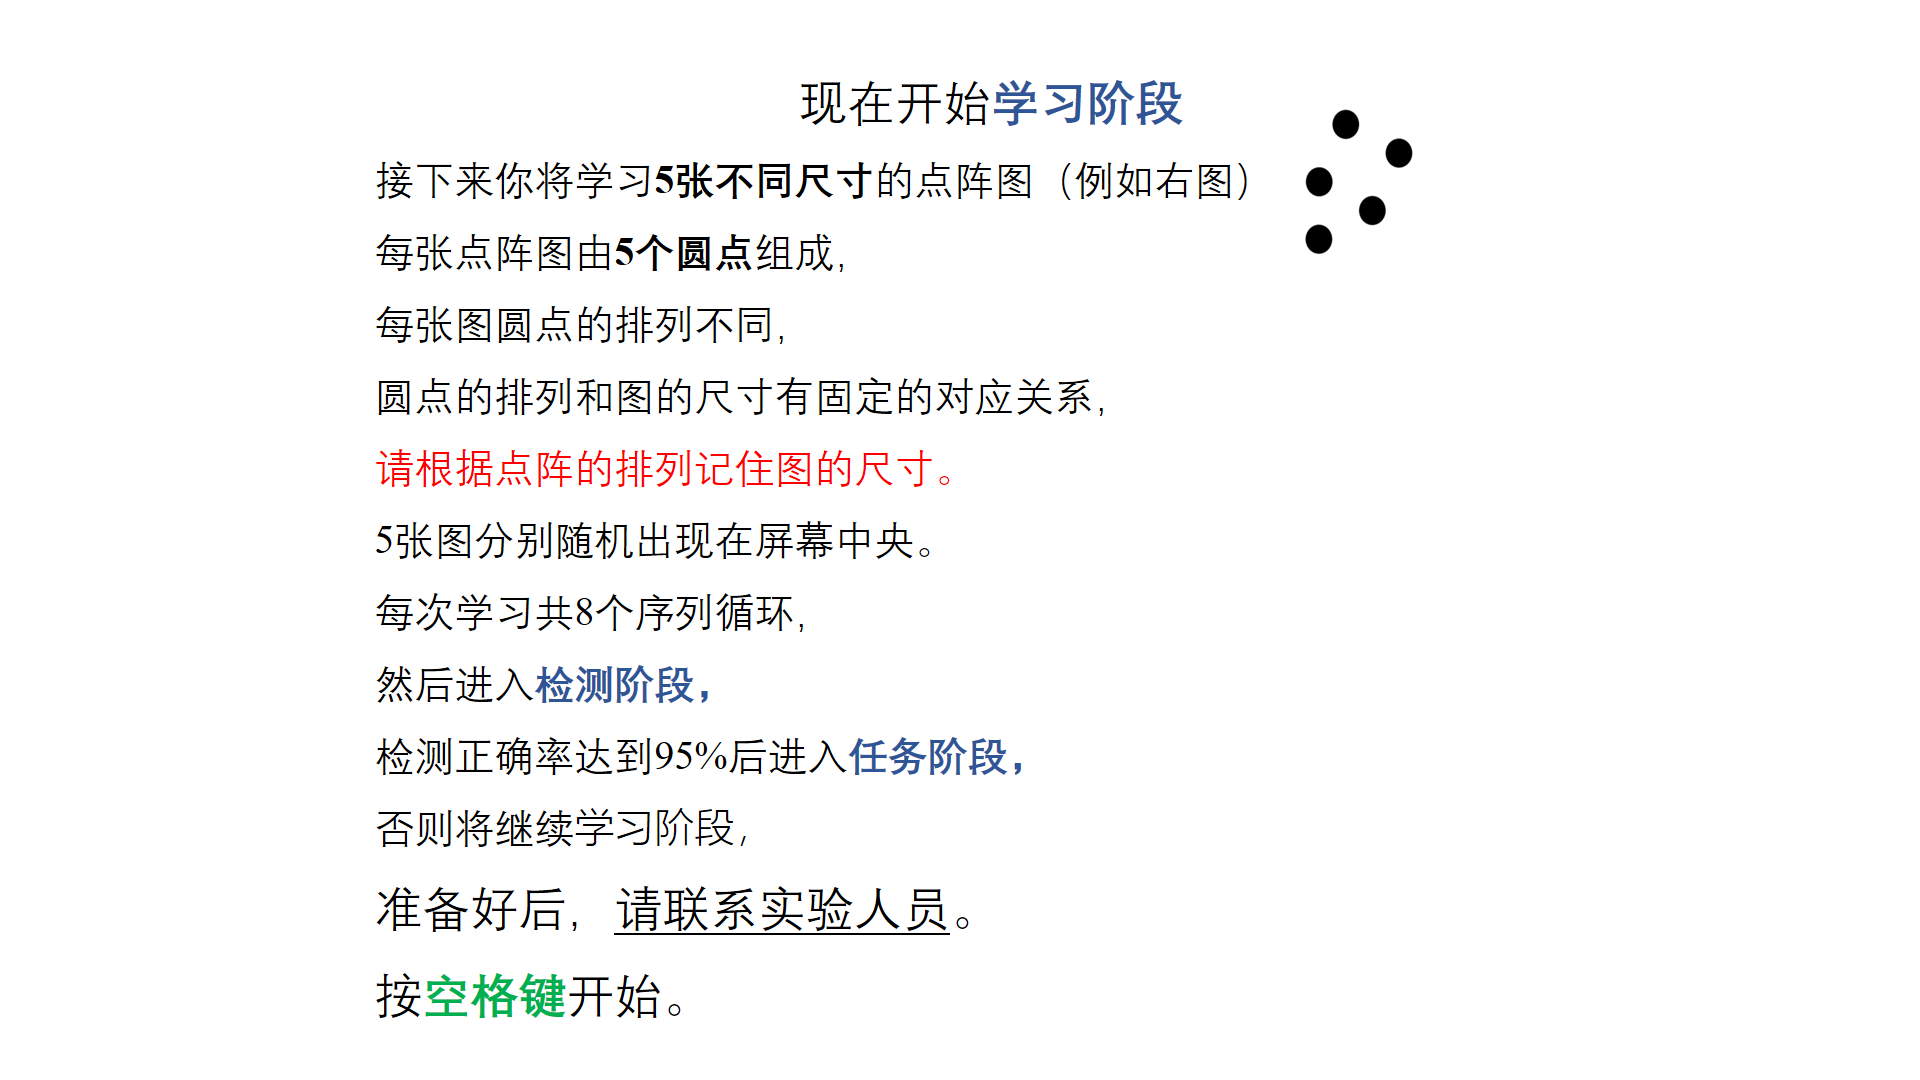 现在开始学习阶段
接下来你将学习5张不同尺寸的点阵图（例如右图）
每张点阵图由5个圆点组成，
每张图圆点的排列不同，
圆点的排列和图的尺寸有固定的对应关系，
请根据点阵的排列记住图的尺寸。
5张图分别随机出现在屏幕中央。
每次学习共8个序列循环，
然后进入检测阶段，
检测正确率达到95%后进入任务阶段，
否则将继续学习阶段，
准备好后，请联系实验人员。
按空格键开始。